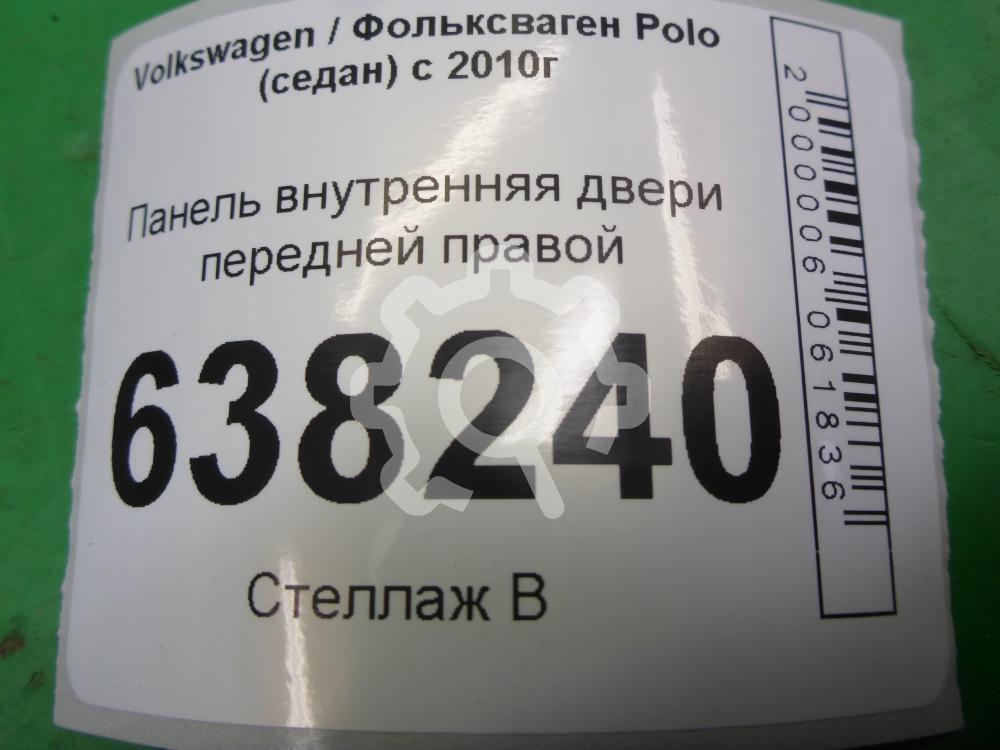 Volkswagen / Фольксваген Polo
(седан) с 2010г
Панель внутренняя двери
передней правой
638240
Стеллаж В
2000006061836